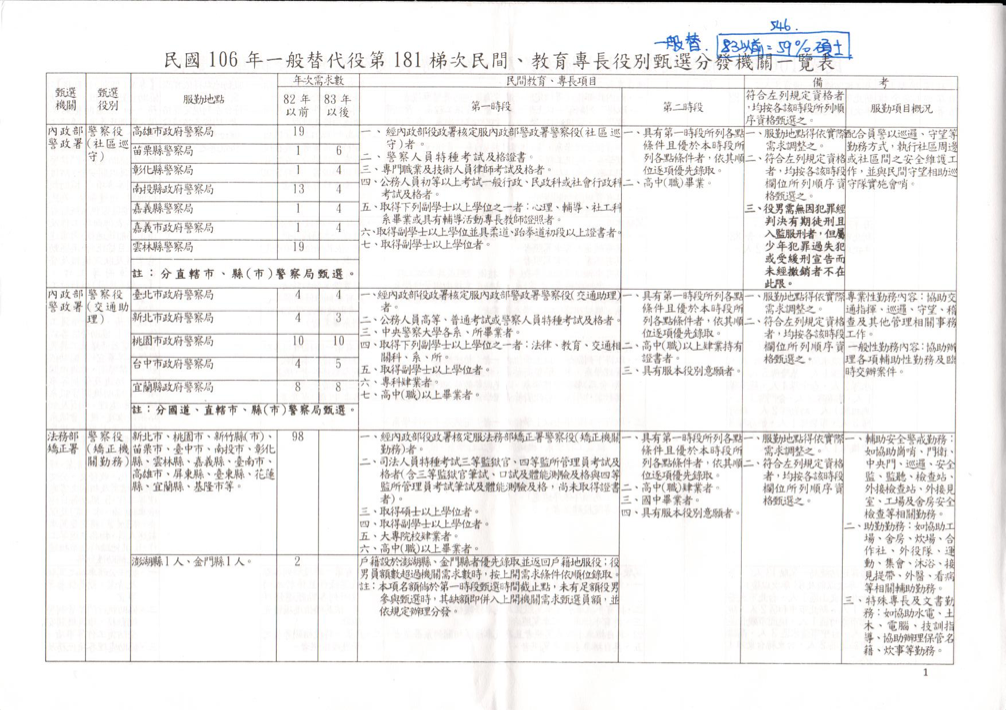 546.
一般替. 83以前=59%碩士
民國 106 年一般替代役第 181 梯次民間、教育專長役別甄選分發機關一覽表
甄選機關
甄選役別
服勤地點
年次需求數
82 年以前
83 年以後
民間教育、專長項目
第一時段
第二時段
備考
符合左列規定資格者
,均按各該時段所列順
序資格甄選之。
服勤項目概況
內政部
警政署
警察役
(社區巡
守)
高雄市政府警察局 19
苗栗縣警察局 1 6
彰化縣警察局 1 4
南投縣政府警察局 13 4
嘉義縣警察局 1 4
嘉義市政府警察局 1 4
雲林縣警察局 19
註:分直轄市、縣(市)警察局甄選。
一、經內政部役政署核定服內政部警政署警察役(社區巡
守)者。
二、警察人員特種考試及格證書。
三、專門職業及技術人員律師考試及格者。
四、公務人員初等以上考試一般行政、民政科或社會行政科
考試及格者。
五、取得下列副學士以上學位之一者:心理、輔導、社工科
系畢業或具有輔導活動專長教師證照者。
六、取得副學士以上學位並具柔道、跆拳道初段以上證書者。
七、取得副學士以上學位者。
一、具有第一時段所列各點
條件且優於本時段所
列各點條件者,依其順
位逐項優先錄取。
二、高中(職)畢業。
一、服勤地點得依實際
需求調整之。
二、符合左列規定資格
者,均按各該時段
欄位所列順序資
格甄選之。
三、役男需無因犯罪經
判決有期徒刑且
入監服刑者,但屬
少年犯罪過失犯
或受緩刑宣告而
未經撤銷者不在
此限。
配合員警以巡邏、守望等
勤務方式,執行社區周遭
或社區間之安全維護工
作,並與民間守望相助巡
守隊實施會哨。
內政部
警政署
警察役
(交通助
理)
臺北市政府警察局 4 4
新北市政府警察局 4 3
桃園市政府警察局 10 10
台中市政府警察局 4 5
宜蘭縣政府警察局 8 8
註:分國道、直轄市、縣(市)警察局甄選。
一、經內政部役政署核定服內政部警政署警察役(交通助理)
者。
二、公務人員高等、普通考試或警察人員特種考試及格者。
三、中央警察大學各系、所畢業者。
四、取得下列副學士以上學位之一者:法律、教育、交通相
關科、系、所。
五、取得副學士以上學位者。
六、專科肄業者。
七、高中(職)以上畢業者。
一、具有第一時段所列各點
條件且優於本時段所
列各點條件者,依其順
位逐項優先錄取。
二、高中(職)以上肄業持有
證書者。
三、具有服本役別意願者。
一、服勤地點得依實際
需求調整之。
二、符合左列規定資格
者,均按各該時段
欄位所列順序資
格甄選之。
專業性勤務內容:協助交
通指揮、巡邏、守望、稽
查及其他管理相關事務
工作。
一般性勤務內容:協助辦
理各項輔助性勤務及臨
時交辦案件。
法務部
矯正署
警察役
(矯正機
關勤務)
新北市、桃園市、新竹縣(市)、
苗栗市、臺中市、南投市、彰化
縣、雲林縣、嘉義縣、臺南市、
高雄市、屏東縣、臺東縣、花蓮
縣、宜蘭縣、基隆市等。
98
一、經內政部役政署核定服法務部矯正署警察役(矯正機關
勤務)者。
二、司法人員特種考試三等監獄官、四等監所管理員考試及
格者(含三等監獄官筆試、口試及體能測驗及格與四等
監所管理員考試筆試及體能測驗及格,尚未取得證書
者)。
三、取得碩士以上學位者。
四、取得副學士以上學位者。
五、大專院校肄業者。
六、高中(職)以上畢業者。
一、具有第一時段所列各點
條件且優於本時段所
列各點條件者,依其順
位逐項優先錄取。
二、高中(職)肄業者。
三、國中畢業者。
四、具有服本役別意願者。
一、服勤地點得依實際
需求調整之。
二、符合左列規定資格
者,均按各該時段
欄位所列順序資
格甄選之。
一、輔助安全警戒勤務:
如協助崗哨、門衛、
中央門、巡邏、安全
監、監聽、檢查站、
外接檢查站、外接見
室、工場及舍房安全
檢查等相關勤務。
二、助勤勤務:如協助工
場、舍房、炊場、合
作社、外役隊、運
動、集會、沐浴、接
見提帶、外醫、看病
等相關輔助勤務。
三、特殊專長及文書勤
務:如協助水電、土
木、電腦、技訓指
導、協助辦理保管名
籍、炊事等勤務。
澎湖縣1人、金門縣1人。 2
戶籍設於澎湖縣、金門縣者優先錄取並返回戶籍地服役;役
男員額數超過機關需求數時,按上開需求條件依順位錄取。
註:本項名額倘於第一時段甄選時間截止點,未有足額役男
參與甄選時,其缺額即併入上開機關需求甄選員額,並
依規定辦理分發。
1